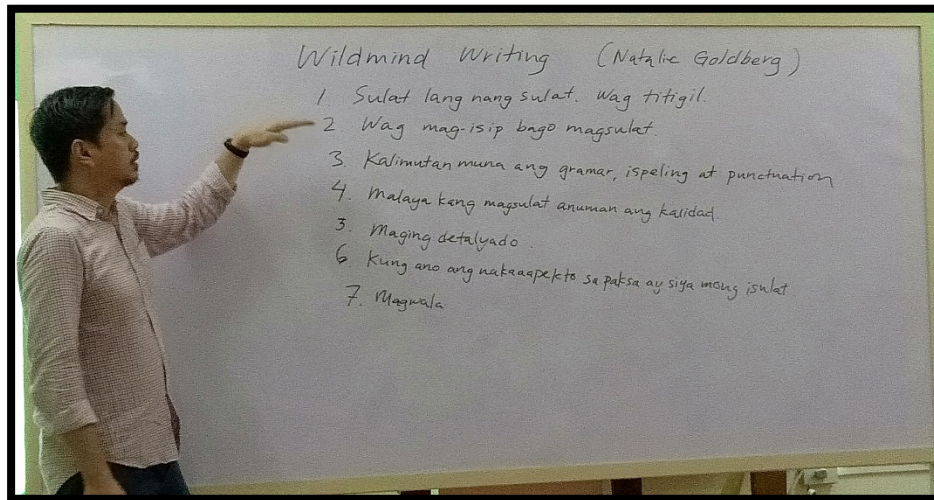 Wildmind Writing (Natalie Goldberg)
1 Sulat lang nang sulat. Wag titigil.
2 Wag mag-isip bago magsulat.
3. Kalimutan muna ang gramar, ispeling at punctuation
4. Malaya kang magsulat anuman ang kalidad.
5. Maging detalyado.
6. Kung ano ang nakaaapekto sa paksa ay siya mong isulat
7. Magwala